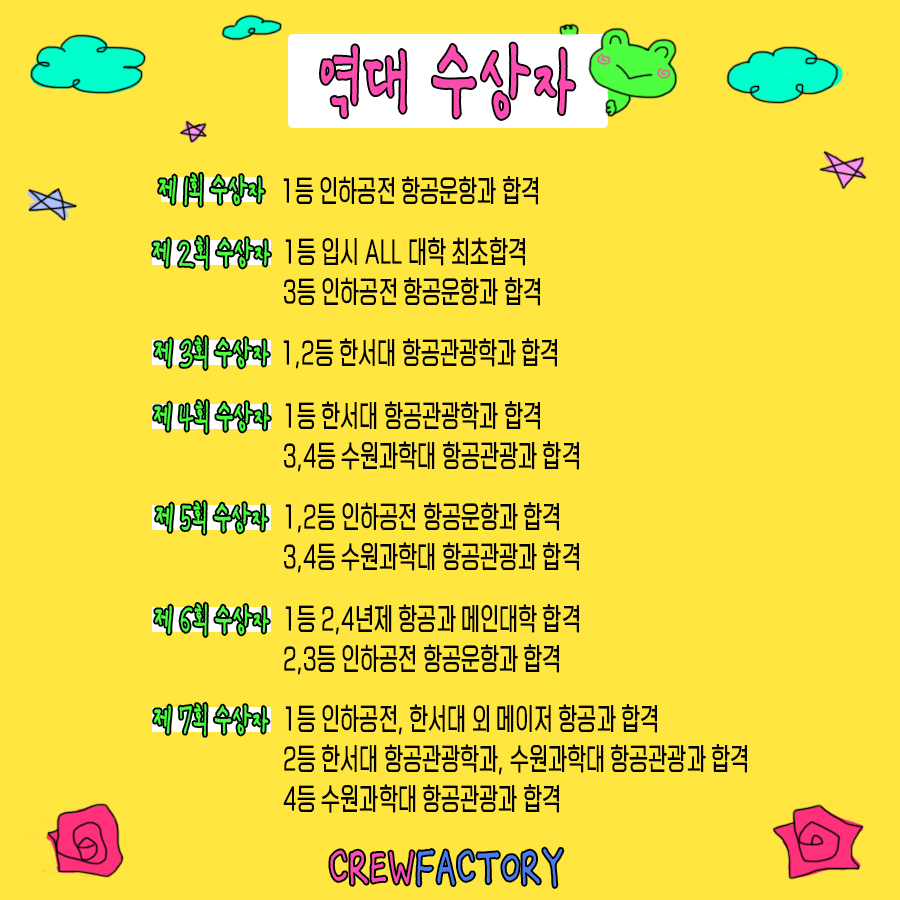 역대 수상자
제 1회 수상자 1등 인하공전 항공운항과 합격
제 2회 수상자 1등 입시 ALL 대학 최초합격
3등 인하공전 항공운항과 합격
제 3회 수상자 1,2등 한서대 항공관광학과 합격
제 4회 수상자 1등 한서대 항공관광학과 합격
3,4등 수원과학대 항공관광과 합격
제 5회 수상자 1,2등 인하공전 항공운항과 합격
3,4등 수원과학대 항공관광과 합격
제 6회 수상자 1등 2,4년제 항공과 메인대학 합격
2,3등 인하공전 항공운항과 합격
제 7회 수상자 1등 인하공전, 한서대 외 메이저 항공과 합격
2등 한서대 항공관광학과, 수원과학대 항공관광과 합격
4등 수원과학대 항공관광과 합격
CREWFACTORY